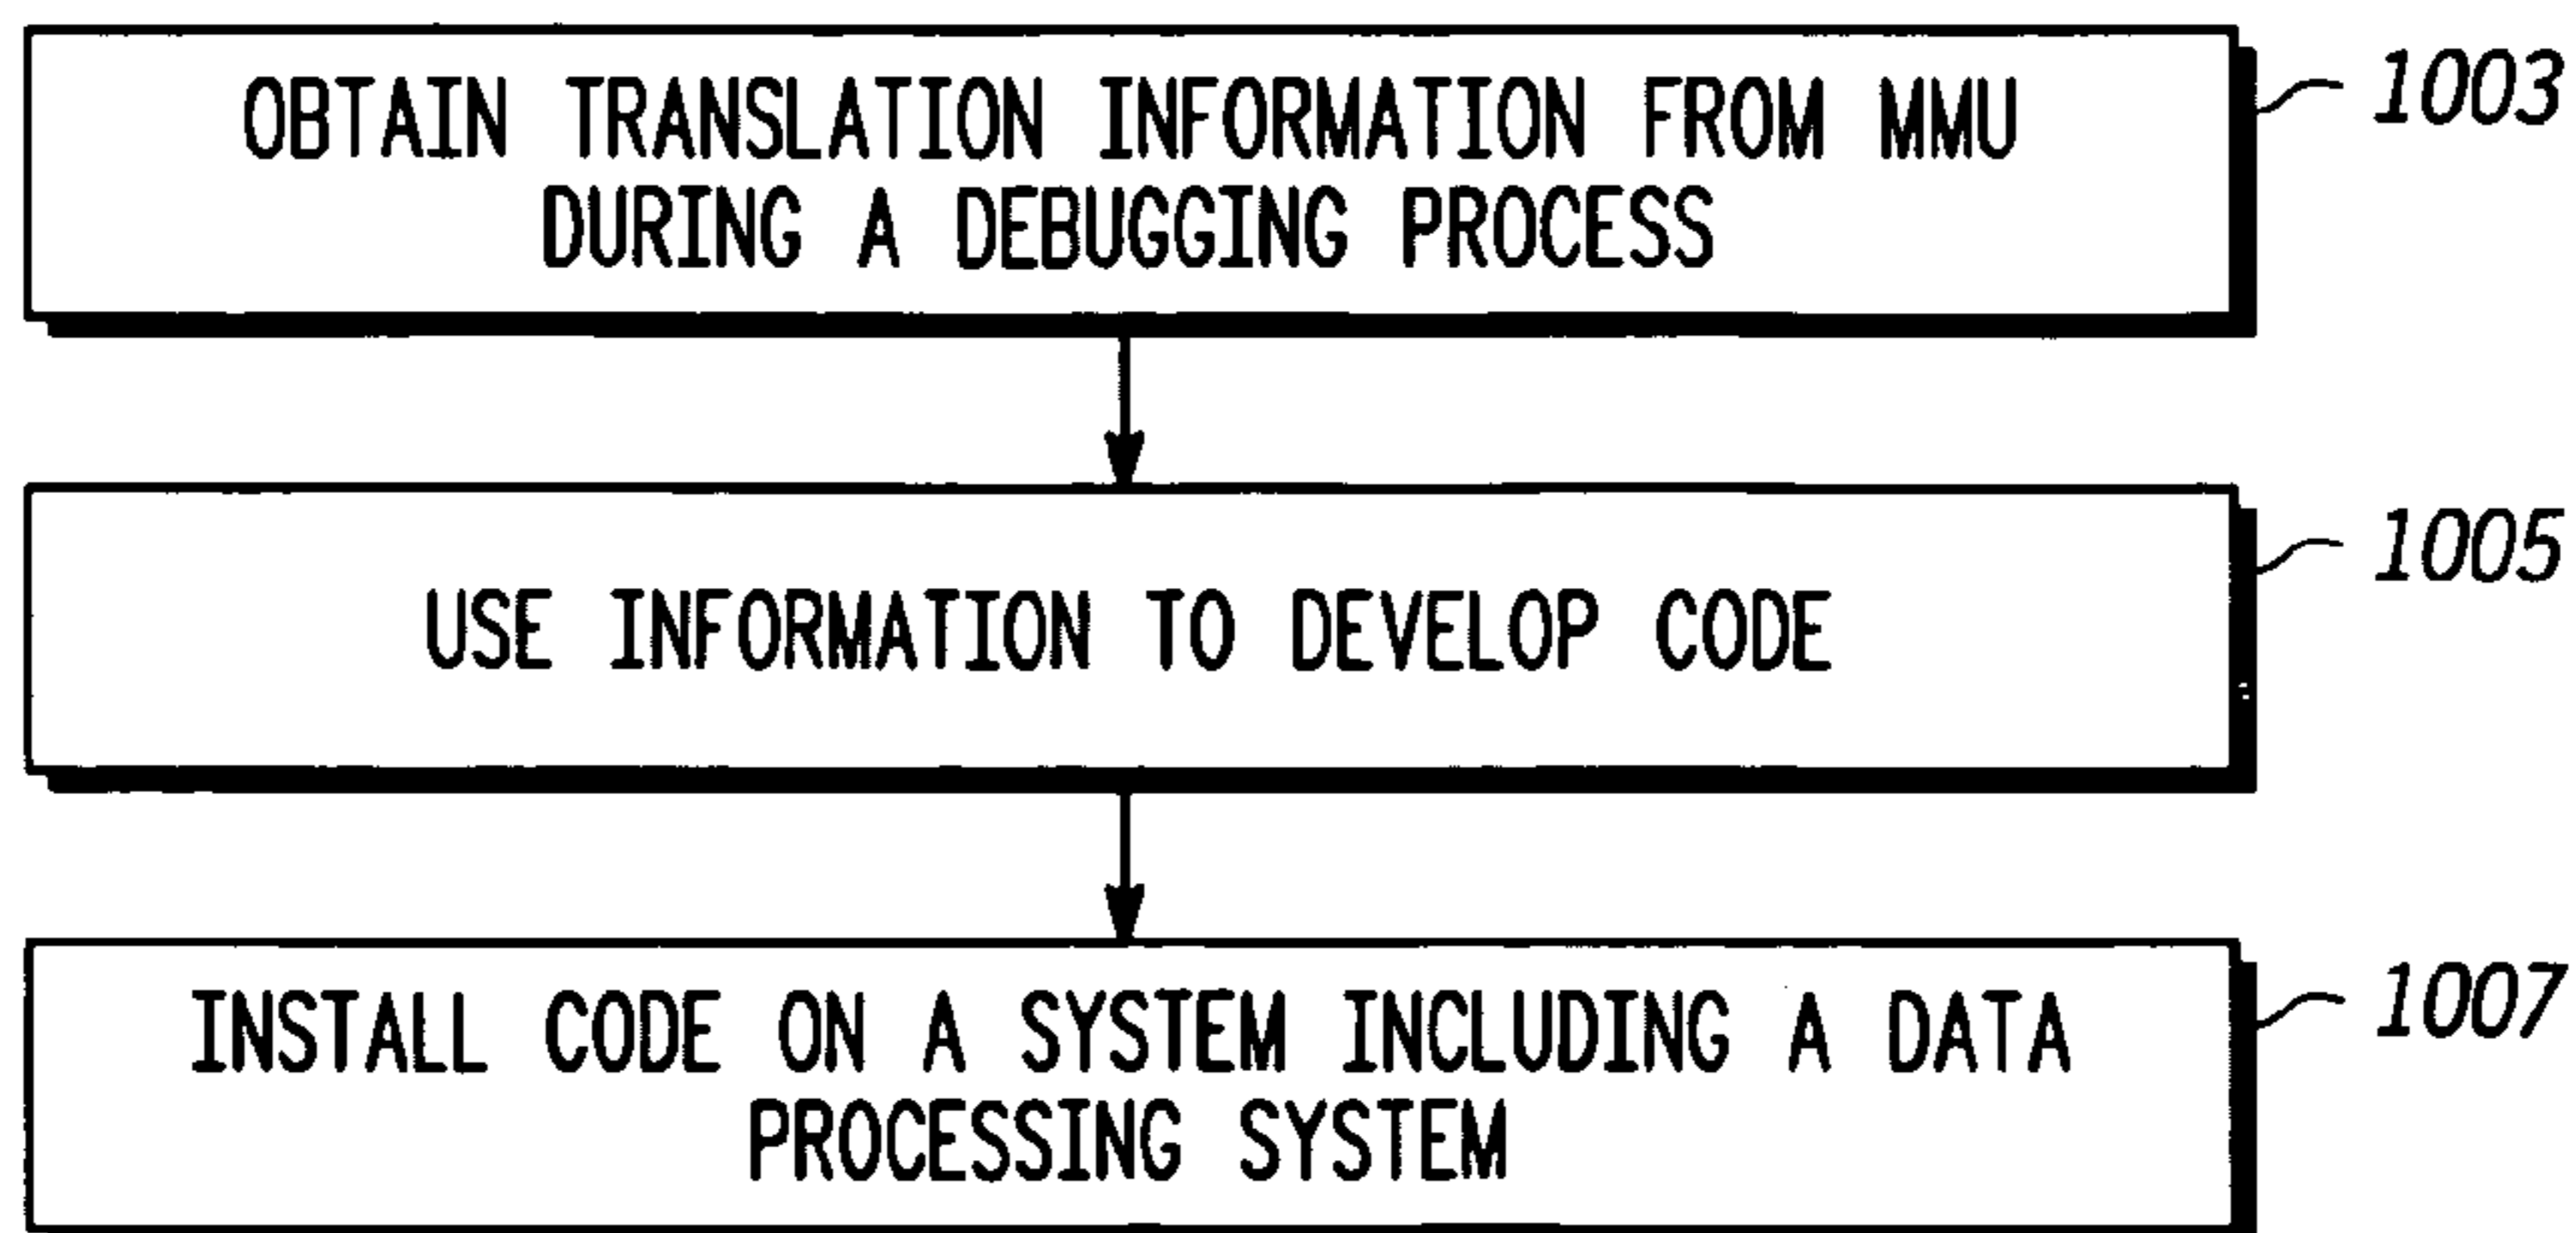 OBTAIN TRANSLATION INFORMATION FROM MMU
DURING A DEBUGGING PROCESS
1003
USE INFORMATION TO DEVELOP CODE
1005
INSTALL CODE ON A SYSTEM INCLUDING A DATA
PROCESSING SYSTEM
1007